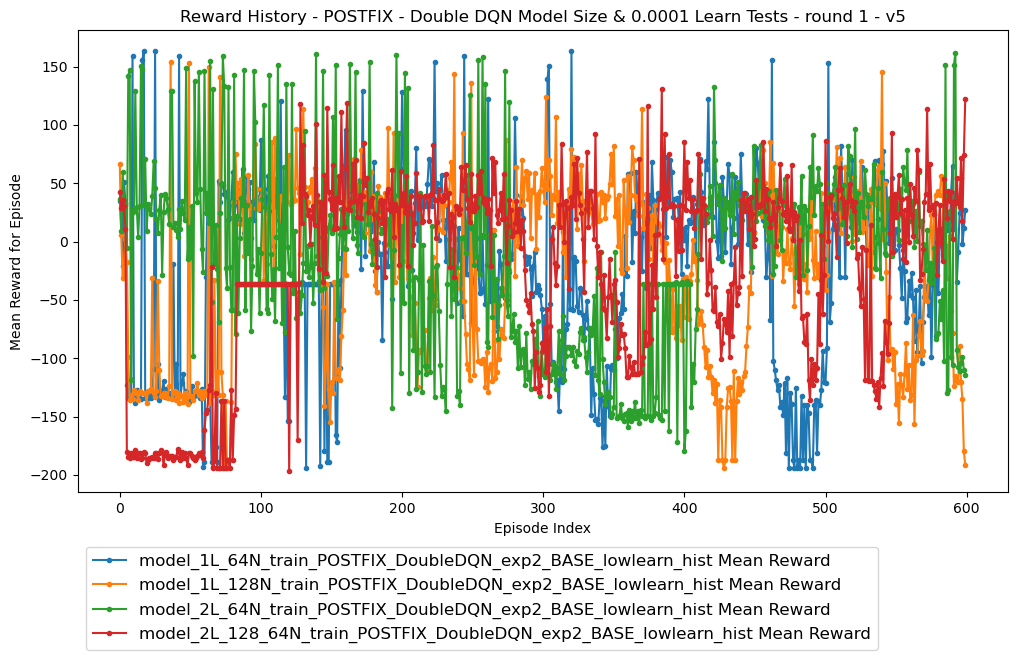 Reward History - POSTFIX - Double DQN Model Size & 0.0001 Learn Tests - round 1 - v5
Mean Reward for Episode
150
100
50
0
−50
−100
−150
−200
0
100
200
300
400
500
600
Episode Index
model_1L_64N_train_POSTFIX_DoubleDQN_exp2_BASE_lowlearn_hist Mean Reward
model_1L_128N_train_POSTFIX_DoubleDQN_exp2_BASE_lowlearn_hist Mean Reward
model_2L_64N_train_POSTFIX_DoubleDQN_exp2_BASE_lowlearn_hist Mean Reward
model_2L_128_64N_train_POSTFIX_DoubleDQN_exp2_BASE_lowlearn_hist Mean Reward